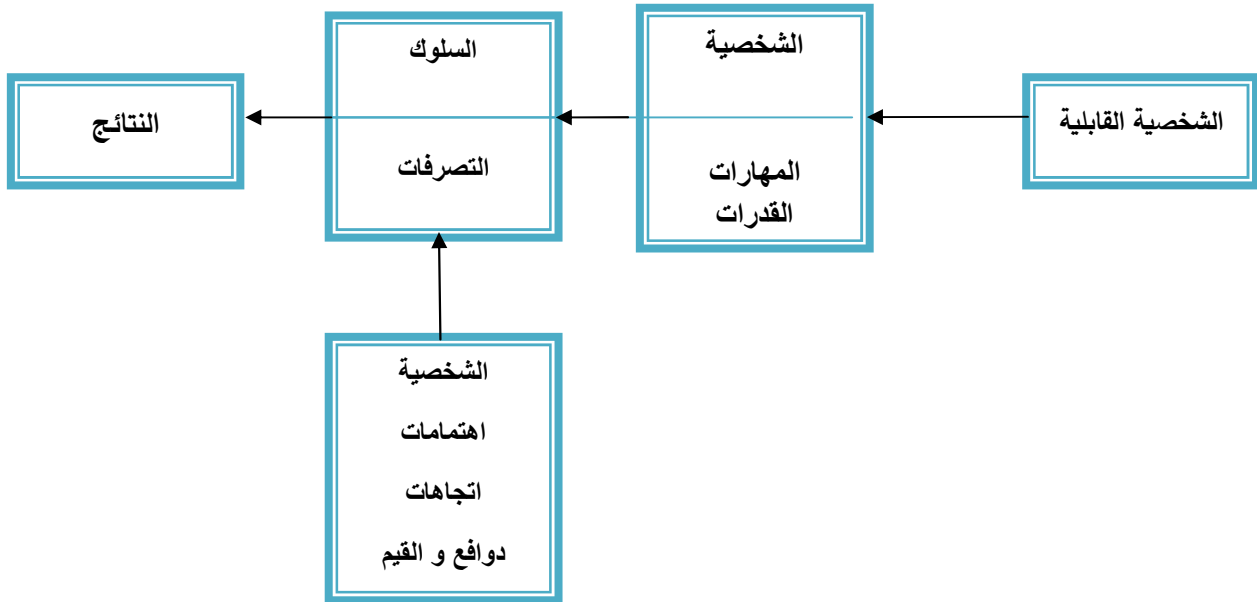 الشخصية القابلية
الشخصية
المهارات
القدرات
السلوك
التصرفات
النتائج
الشخصية
اهتمامات
اتجاهات
دوافع و القيم